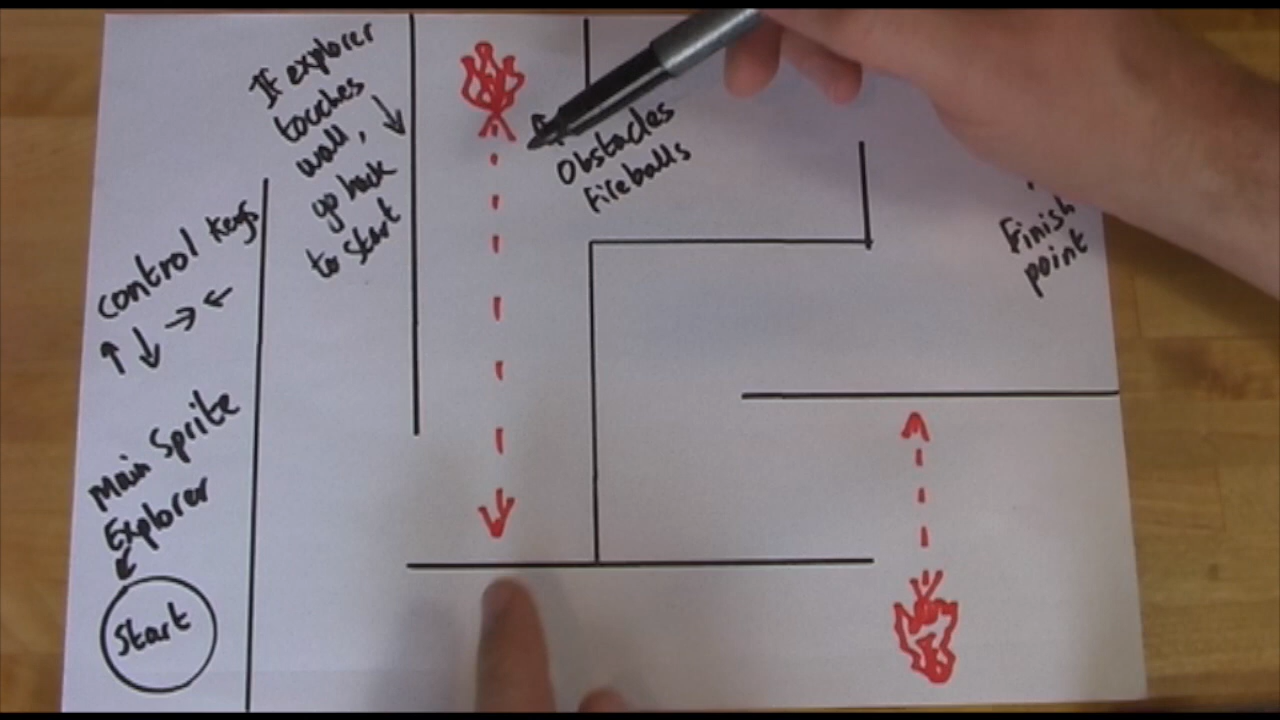 If explorer
touches
wall,
go back
to start
Obstacles
Fireballs
Finish
point
Control Keys
↑ ↓ → ←
Main Sprite
Explorer
Start